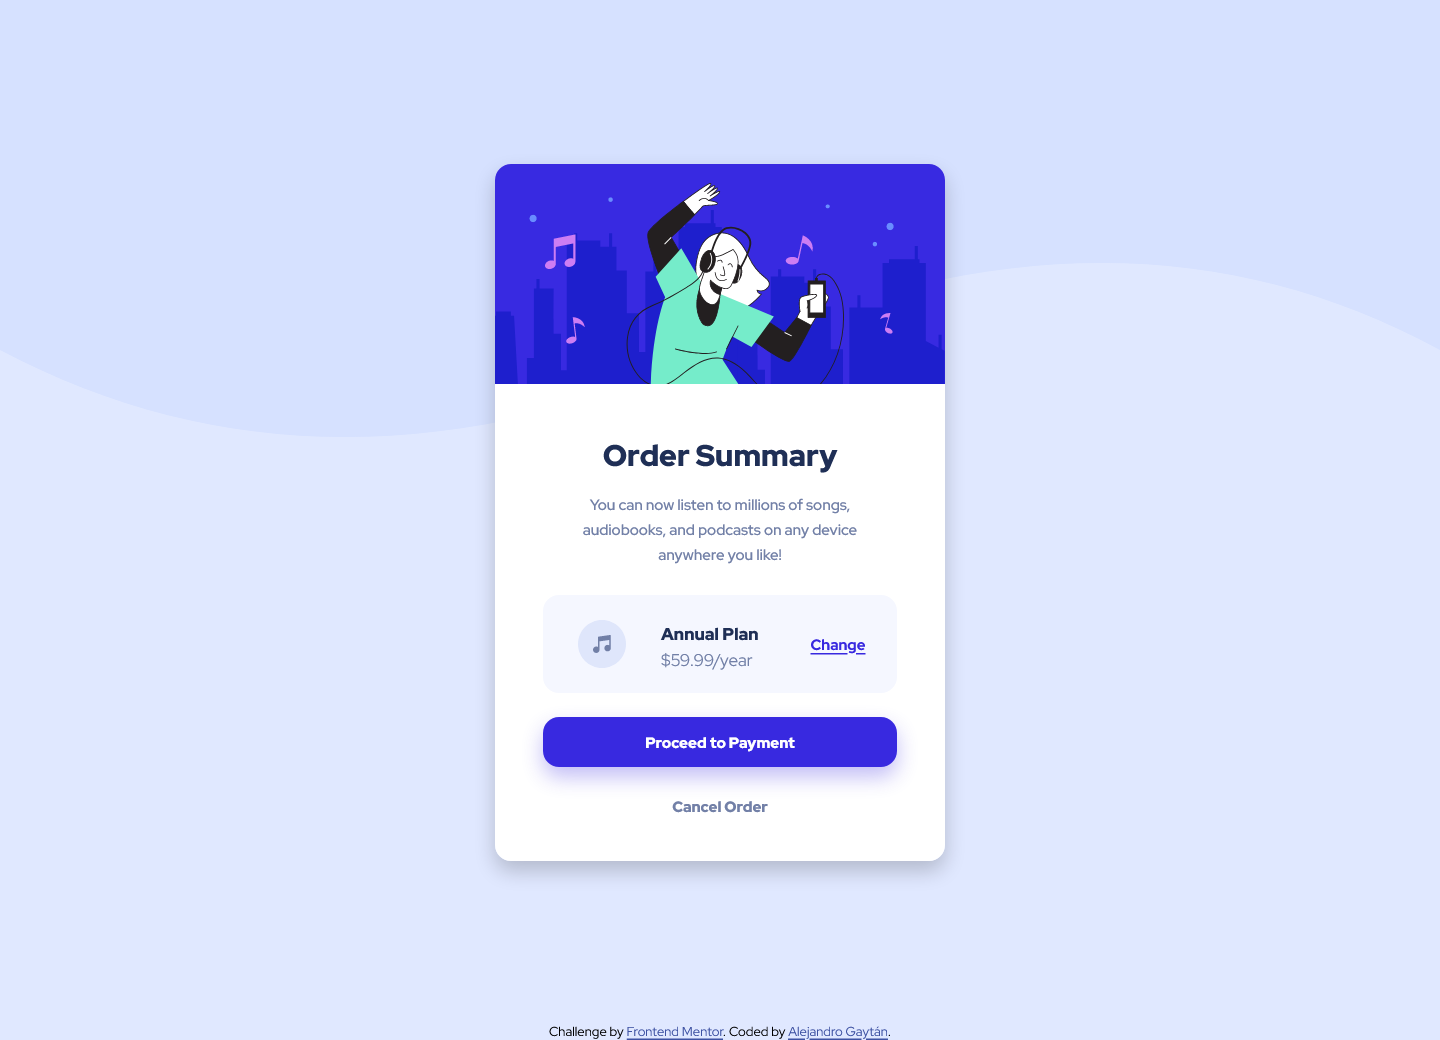 Order Summary
You can now listen to millions of songs,
audiobooks, and podcasts on any device
anywhere you like!
Annual Plan
$59.99/year
Change
Proceed to Payment
Cancel Order
Challenge by Frontend Mentor. Coded by Alejandro Gaytán.